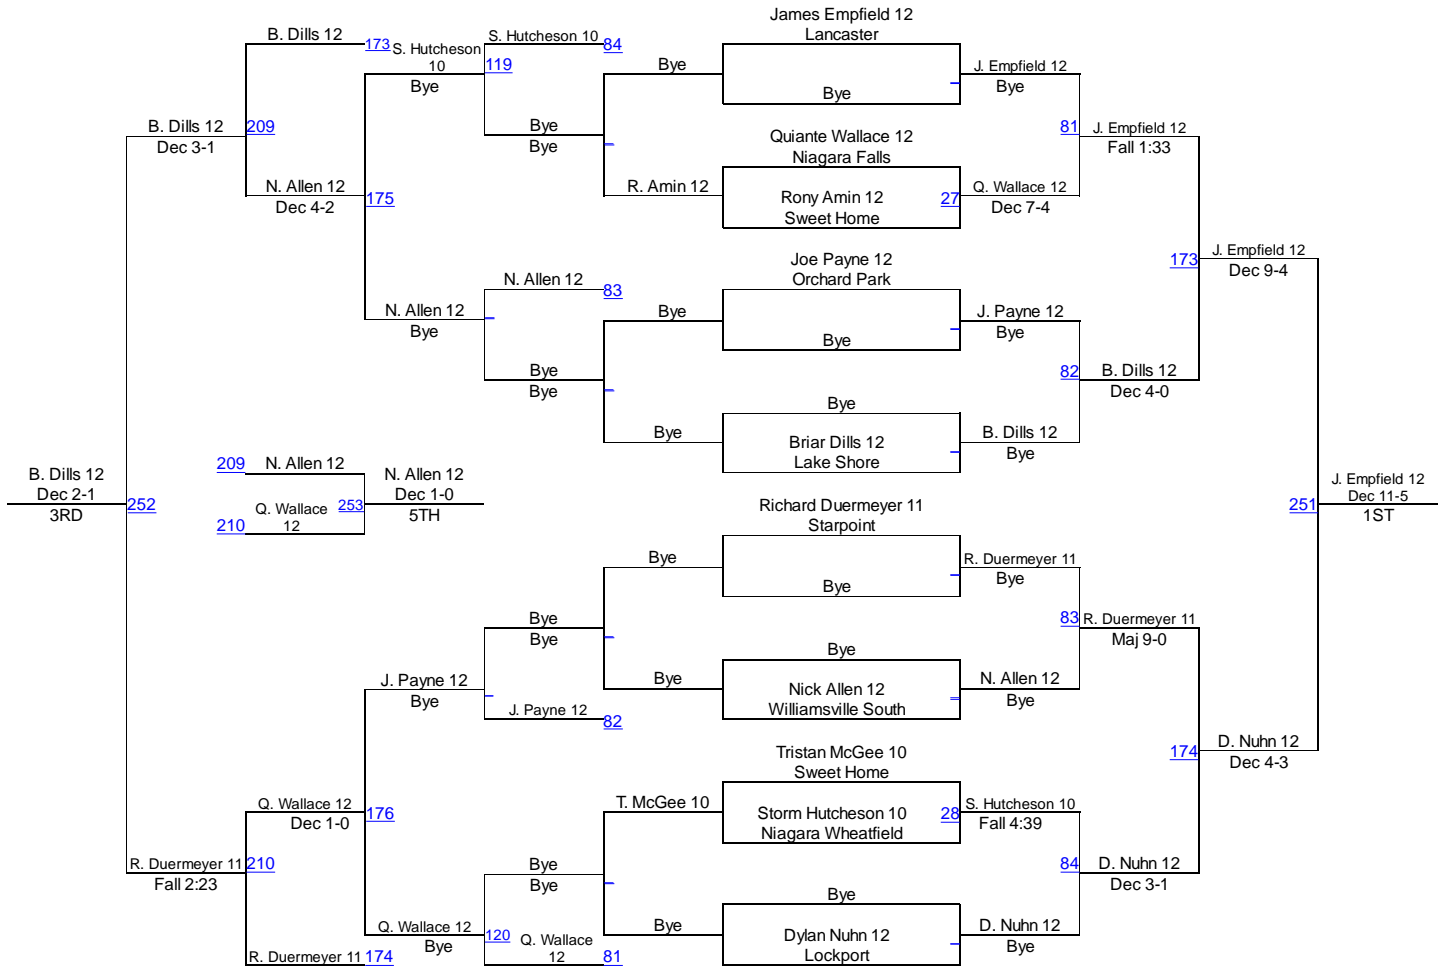 James Empfield 12
Lancaster
B. Dills 12
173
S. Hutcheson
10
Bye
S. Hutcheson 10
84
119
Bye
Bye
J. Empfield 12
Bye
B. Dills 12
Dec 3-1
209
Bye
Bye
Quiante Wallace 12
Niagara Falls
81
J. Empfield 12
Fall 1:33
N. Allen 12
Dec 4-2
175
R. Amin 12
Rony Amin 12
Sweet Home
27
Q. Wallace 12
Dec 7-4
Joe Payne 12
Orchard Park
173
J. Empfield 12
Dec 9-4
N. Allen 12
83
N. Allen 12
Bye
Bye
Bye
J. Payne 12
Bye
Bye
Bye
82
B. Dills 12
Dec 4-0
Bye
Bye
Briar Dills 12
Lake Shore
B. Dills 12
Bye
B. Dills 12
Dec 2-1
3RD
252
209
N. Allen 12
210
Q. Wallace
12
253
N. Allen 12
Dec 1-0
5TH
Richard Duermeyer 11
Starpoint
251
J. Empfield 12
Dec 11-5
1ST
Bye
Bye
R. Duermeyer 11
Bye
Bye
Bye
83
R. Duermeyer 11
Maj 9-0
J. Payne 12
Bye
J. Payne 12
82
Bye
Bye
Nick Allen 12
Williamsville South
N. Allen 12
Bye
Tristan McGee 10
Sweet Home
174
D. Nuhn 12
Dec 4-3
Q. Wallace 12
Dec 1-0
176
T. McGee 10
Storm Hutcheson 10
Niagara Wheatfield
28
S. Hutcheson 10
Fall 4:39
R. Duermeyer 11
Fall 2:23
210
Bye
Bye
84
D. Nuhn 12
Dec 3-1
Q. Wallace 12
Bye
120
Q. Wallace
12
81
Bye
Bye
Dylan Nuhn 12
Lockport
D. Nuhn 12
Bye
R. Duermeyer 11
174